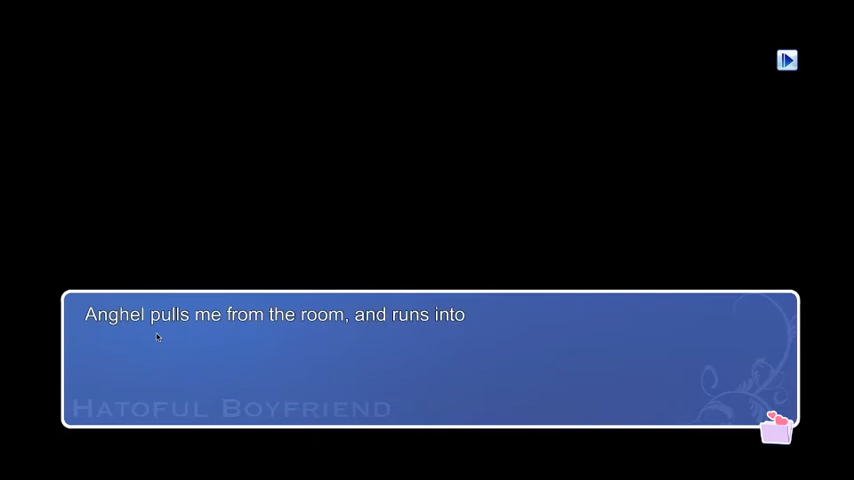 Anghel pulls me from the room, and runs into
HATOFUL BOYFRIEND